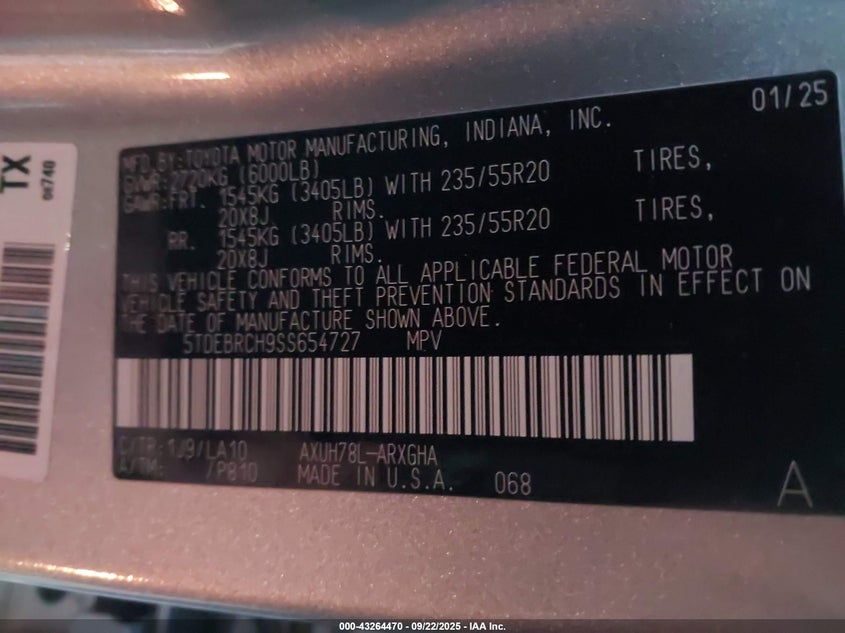 01/25
MFD.BY:TOYOTA MOTOR MANUFACTURING, INDIANA, INC.
GVWR:2720KG (6000LB)
GAWR:FRT. 1545KG (3405LB) WITH 235/55R20 TIRES,
20X8J RIMS.
RR. 1545KG (3405LB) WITH 235/55R20 TIRES,
20X8J RIMS.
THIS VEHICLE CONFORMS TO ALL APPLICABLE FEDERAL MOTOR
VEHICLE SAFETY AND THEFT PREVENTION STANDARDS IN EFFECT ON
THE DATE OF MANUFACTURE SHOWN ABOVE.
5TDEBRCH9SS654727 MPV
C/TR: 1J9/LA10 AXUH78L-ARXGHA
A/TM: /P810 MADE IN U.S.A. 068
A
TX
000-43264470 - 09/22/2025 - IAA Inc.